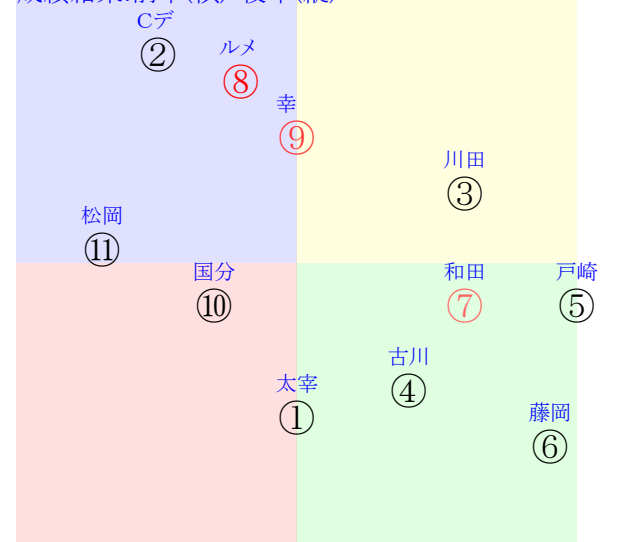 Cデ
②
ルメ
⑧
幸
⑨
川田
③
松岡
⑪
国分
⑩
和田
⑦
戸崎
⑤
古川
④
太宰
①
藤岡
⑥